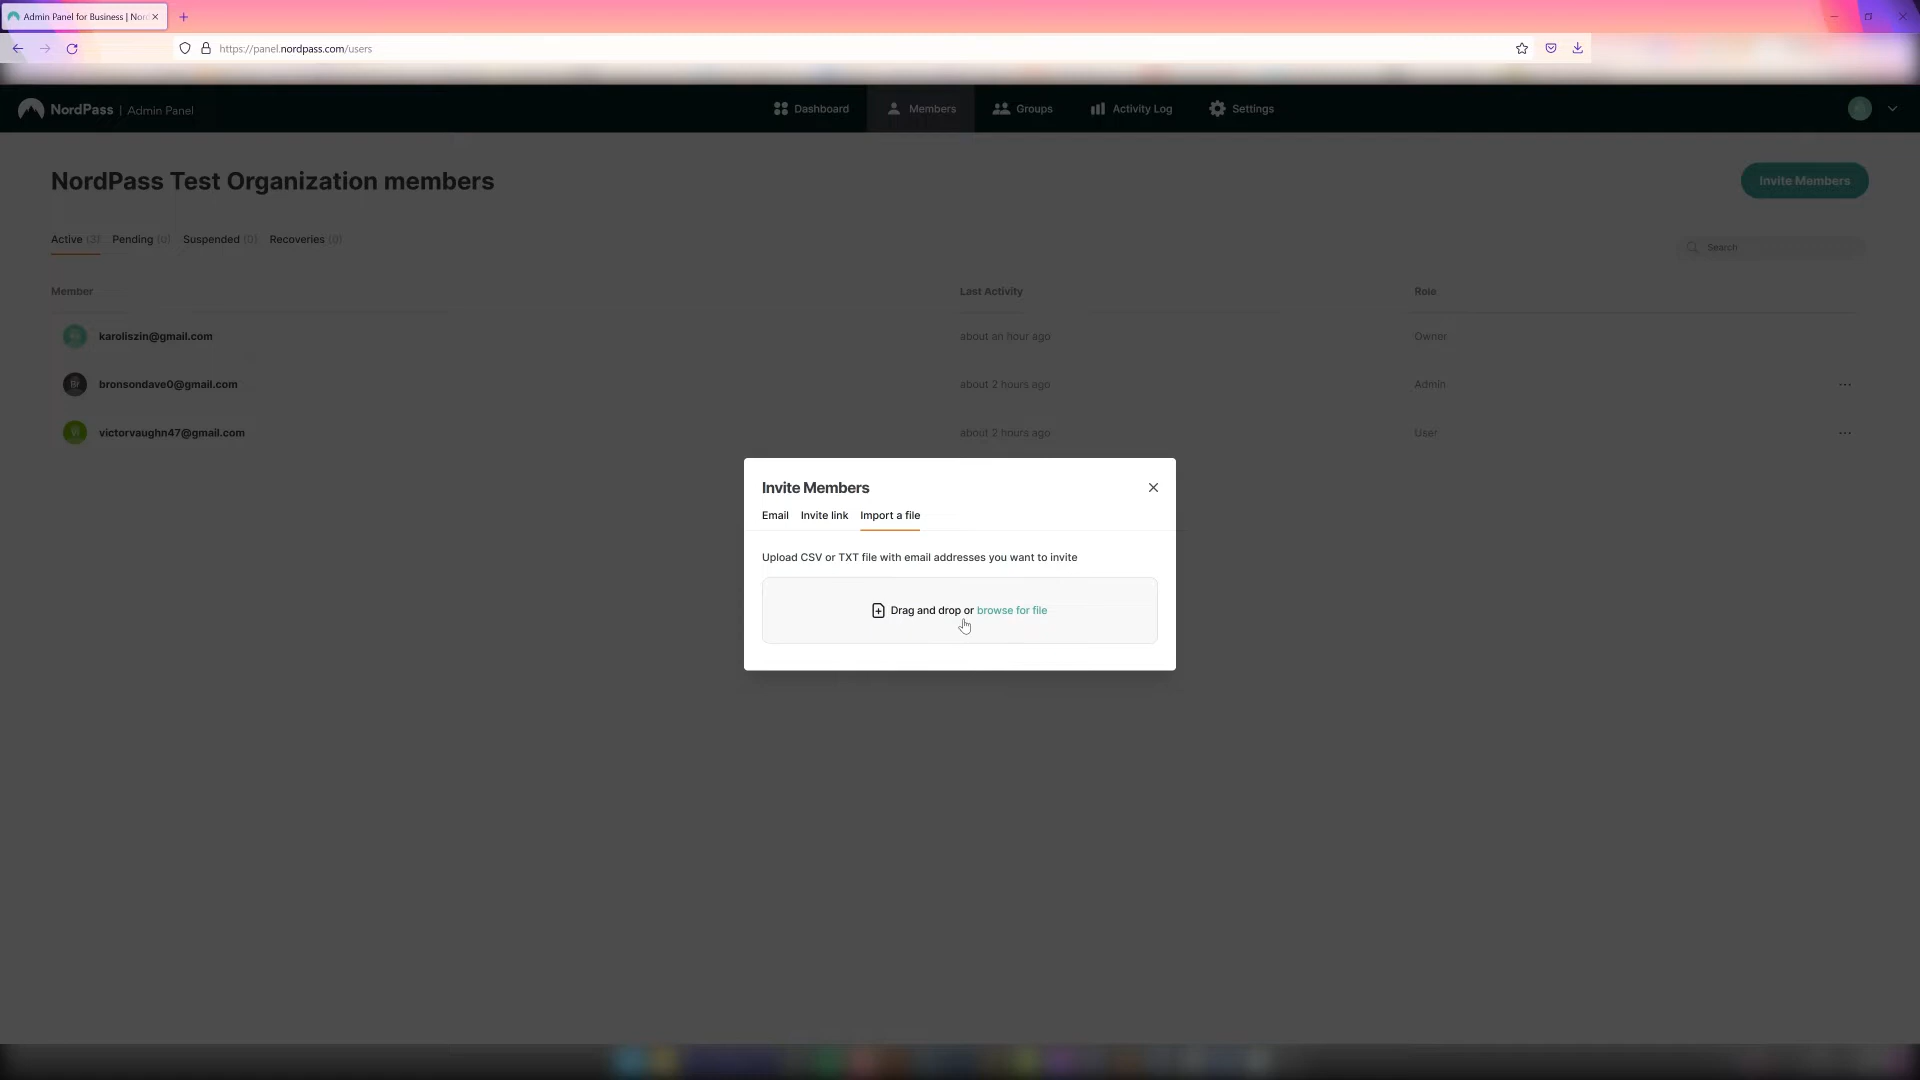 Admin Panel for Business | Nor
https://panel.nordpass.com/users
NordPass | Admin Panel
Dashboard
Members
Groups
Activity Log
Settings
NordPass Test Organization members
Invite Members
Active (3) Pending (0) Suspended (0) Recoveries (0)
Search
Member Last Activity Role
karoliszin@gmail.com about an hour ago Owner
Br bronsondave0@gmail.com about 2 hours ago Admin ...
victorvaughn47@gmail.com about 2 hours ago User ...
Invite Members
Email Invite link Import a file
Upload CSV or TXT file with email addresses you want to invite
Drag and drop or browse for file